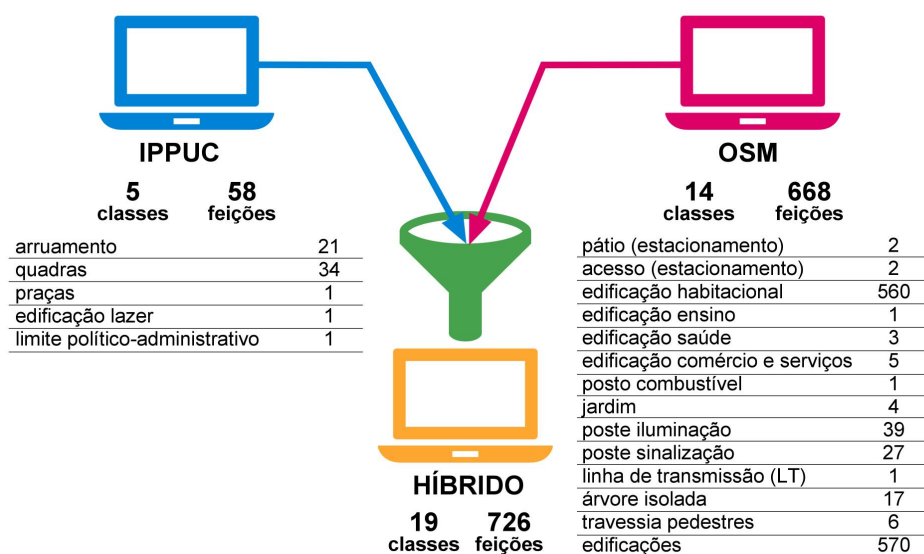 IPPUC
5 58
classes feições
arruamento 21
quadras 34
praças 1
edificação lazer 1
limite político-administrativo 1
OSM
14 668
classes feições
pátio (estacionamento) 2
acesso (estacionamento) 2
edificação habitacional 560
edificação ensino 1
edificação saúde 3
edificação comércio e serviços 5
posto combustível 1
jardim 4
poste iluminação 39
poste sinalização 27
linha de transmissão (LT) 1
árvore isolada 17
travessia pedestres 6
edificações 570
HÍBRIDO
19 726
classes feições